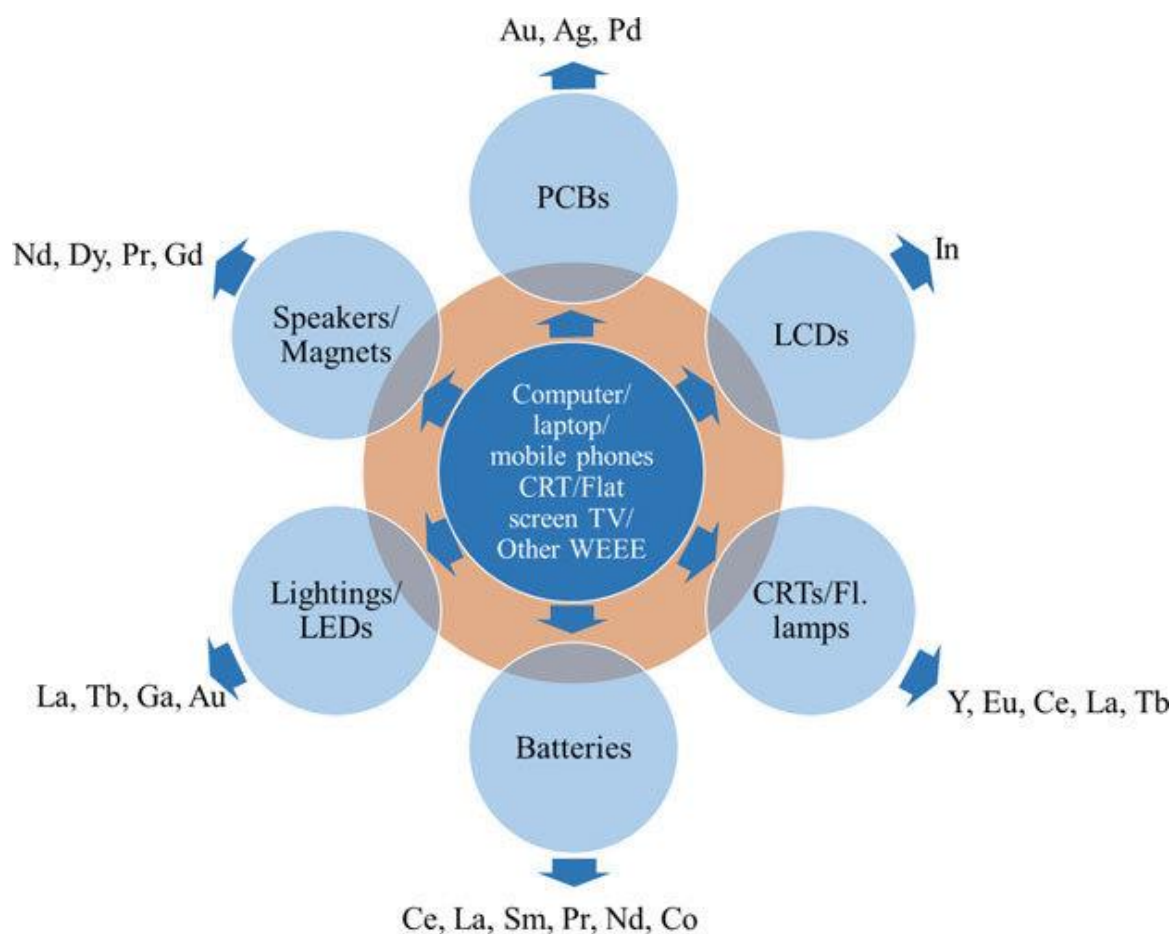 Au, Ag, Pd
PCBs
Nd, Dy, Pr, Gd
In
Speakers/
Magnets
LCDs
Computer/
laptop/
mobile phones
CRT/Flat
screen TV/
Other WEEE
Lightings/
LEDs
CRTs/Fl.
lamps
La, Tb, Ga, Au
Y, Eu, Ce, La, Tb
Batteries
Ce, La, Sm, Pr, Nd, Co